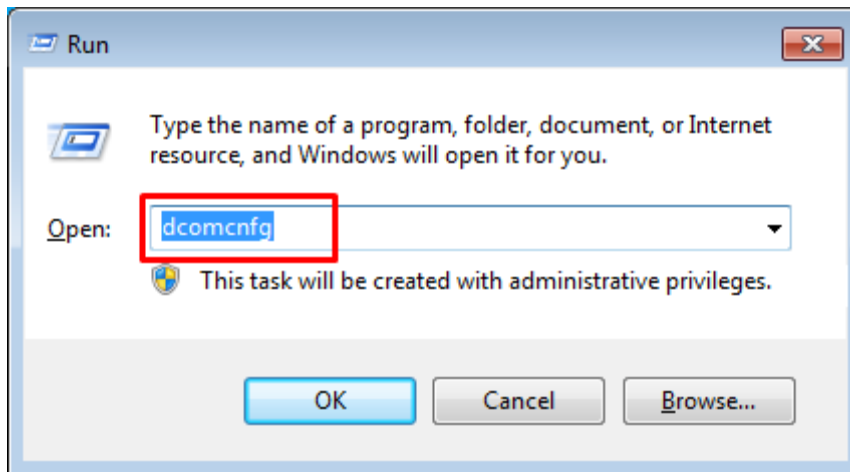 Run
Type the name of a program, folder, document, or Internet
resource, and Windows will open it for you.
Open: dcomcnfg
This task will be created with administrative privileges.
OK Cancel Browse...